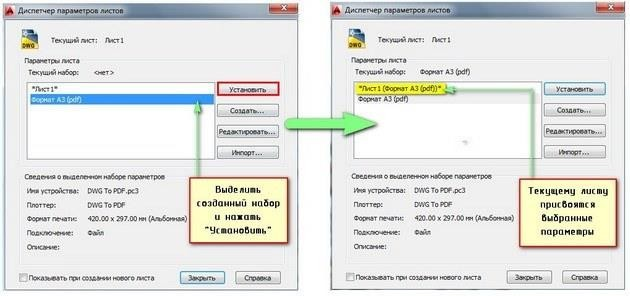 Диспетчер параметров листов
DWG
Текущий лист: Лист1
Параметры листа
Текущий набор: <нет>
*Лист1*
Формат А3 (pdf)
Установить
Создать...
Редактировать...
Импорт...
Сведения о выделенном наборе параметров
Имя устройства: DWG To PDF.pc3
Плоттер: DWG To PDF
Формат печати: 420.00 x 297.00 мм (Альбомная)
Подключение: Файл
Описание:
Выделить
созданный набор
и нажать
"Установить"
Показывать при создании нового листа
Закрыть
Справка
Диспетчер параметров листов
DWG
Текущий лист: Лист1
Параметры листа
Текущий набор: Формат А3 (pdf)
*Лист1 (Формат А3 (pdf))*
Формат А3 (pdf)
Установить
Создать...
Редактировать...
Импорт...
Сведения о выделенном наборе параметров
Имя устройства: DWG To PDF.pc3
Плоттер: DWG To PDF
Формат печати: 420.00 x 297.00 мм (Альбомная)
Подключение: Файл
Описание:
Текущему листу
присвоятся
выбранные
параметры
Показывать при создании нового листа
Закрыть
Справка